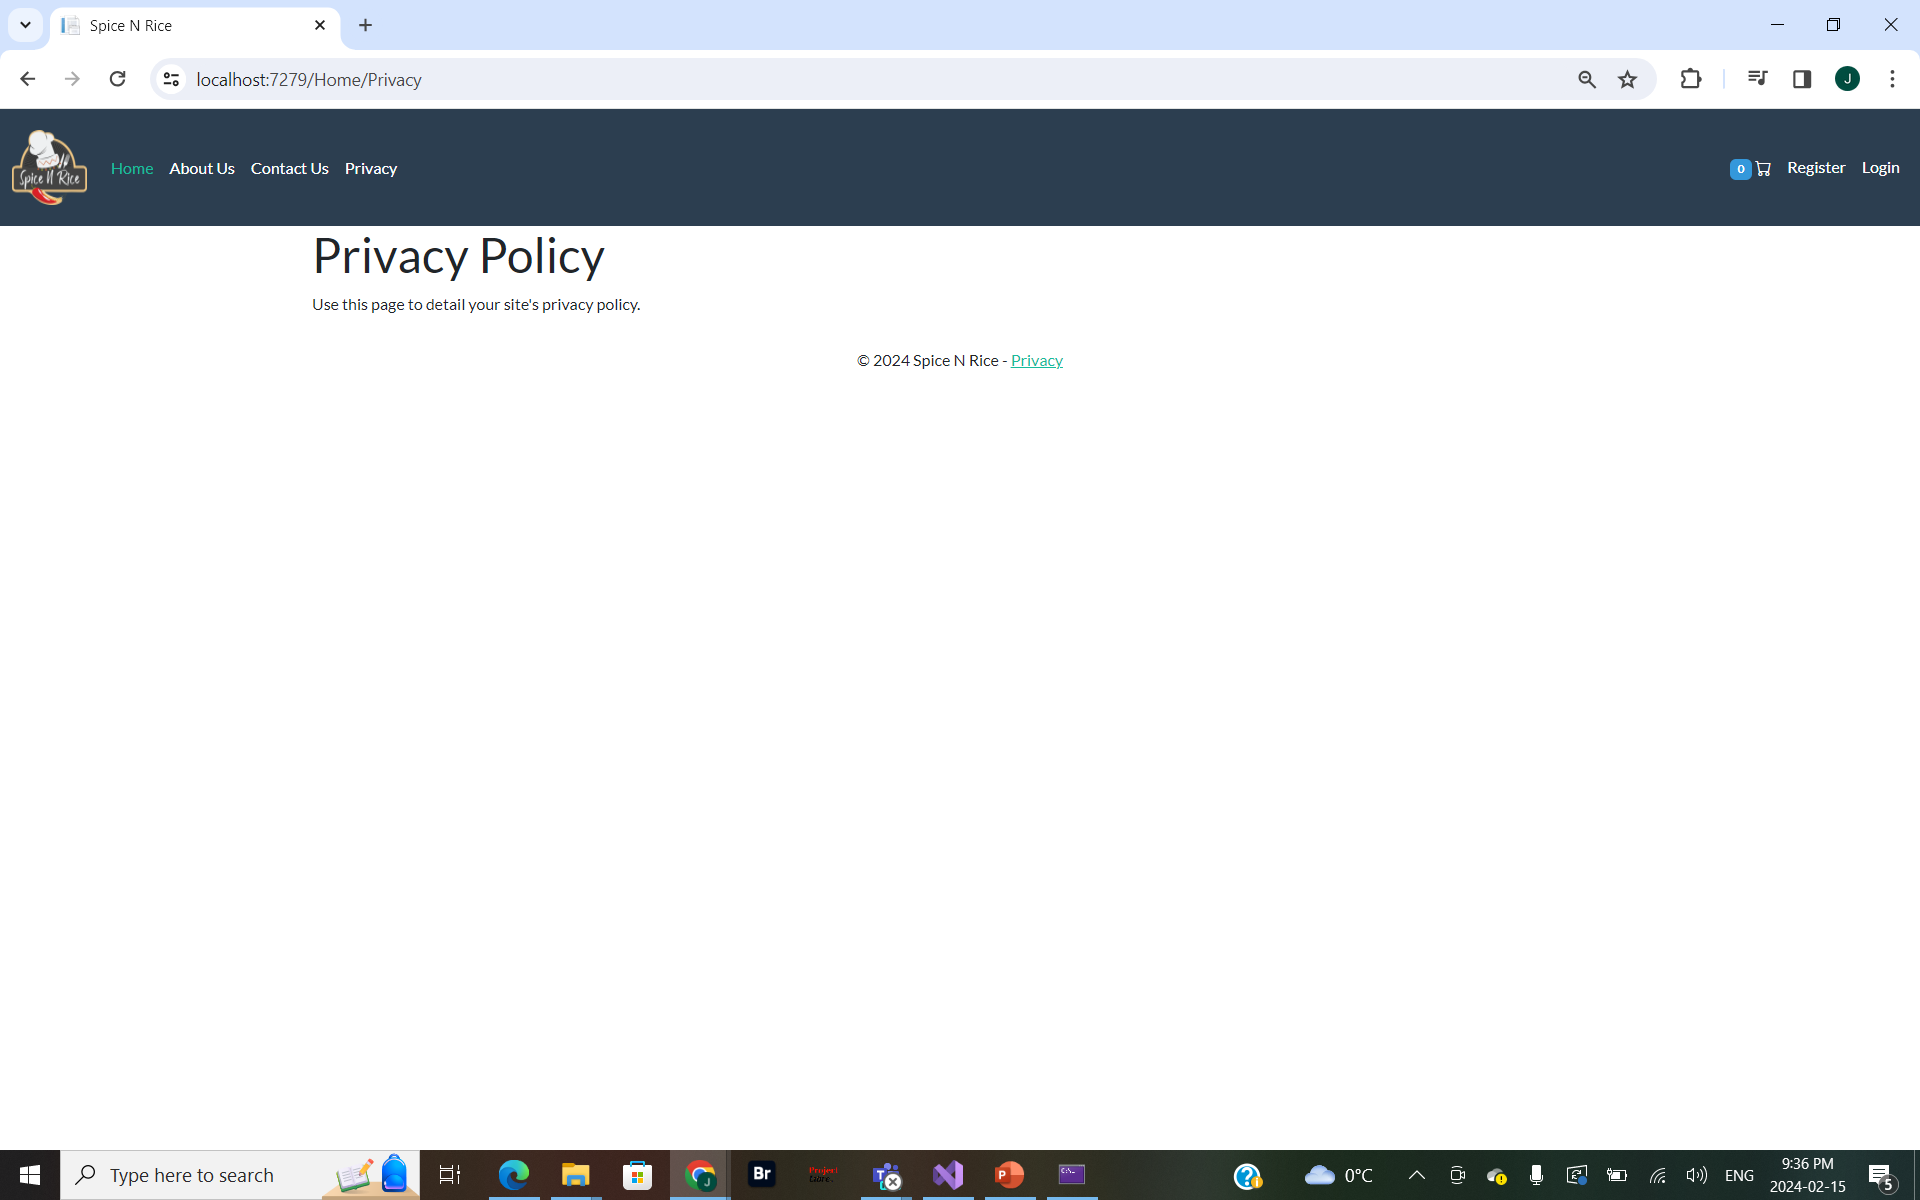 Spice N Rice
localhost:7279/Home/Privacy
J
Spice N Rice
Home About Us Contact Us Privacy
0 Register Login
Privacy Policy
Use this page to detail your site's privacy policy.
© 2024 Spice N Rice - Privacy
Type here to search
J
Br
Project
Libre
T
P
C:\
0°C
ENG
9:36 PM
2024-02-15
5